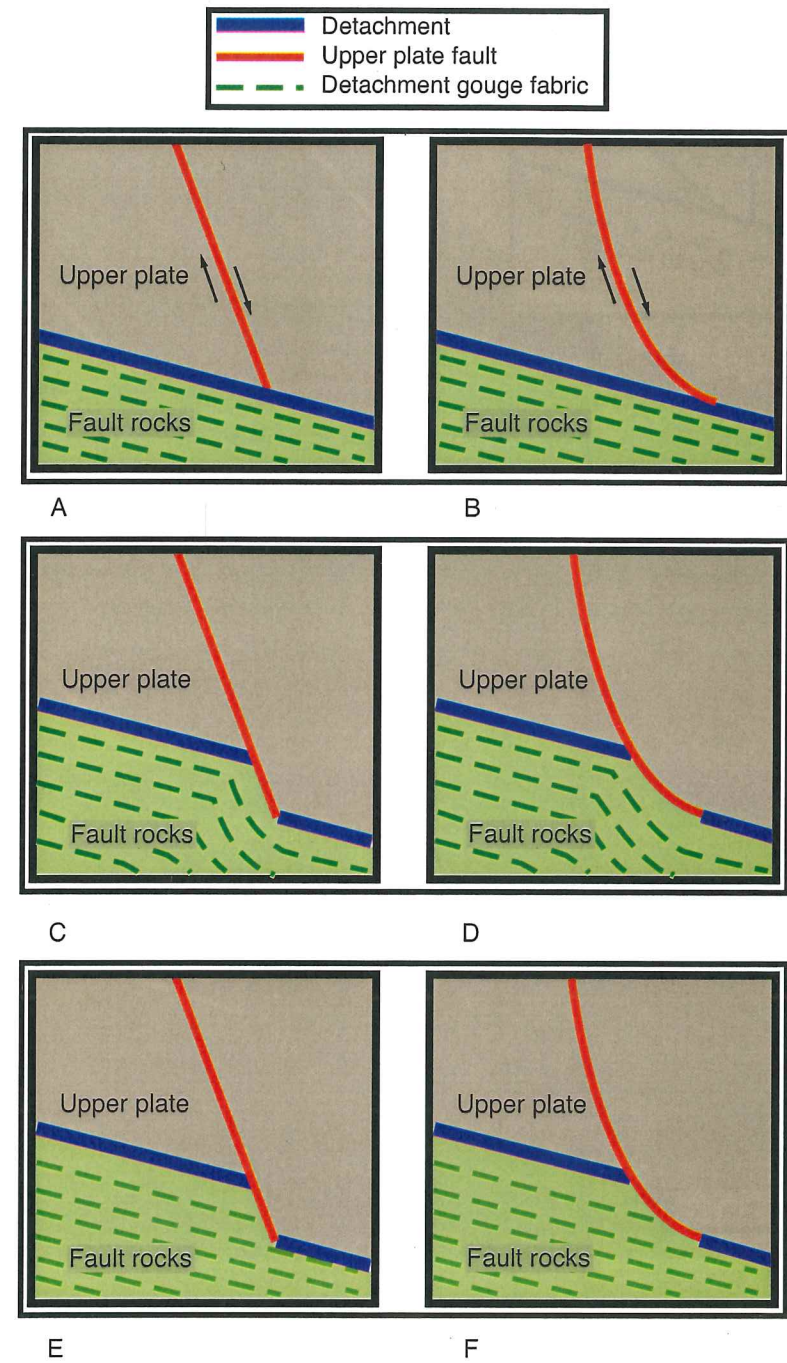 Detachment
Upper plate fault
Detachment gouge fabric
Upper plate
Fault rocks
A
Upper plate
Fault rocks
B
Upper plate
Fault rocks
C
Upper plate
Fault rocks
D
Upper plate
Fault rocks
E
Upper plate
Fault rocks
F